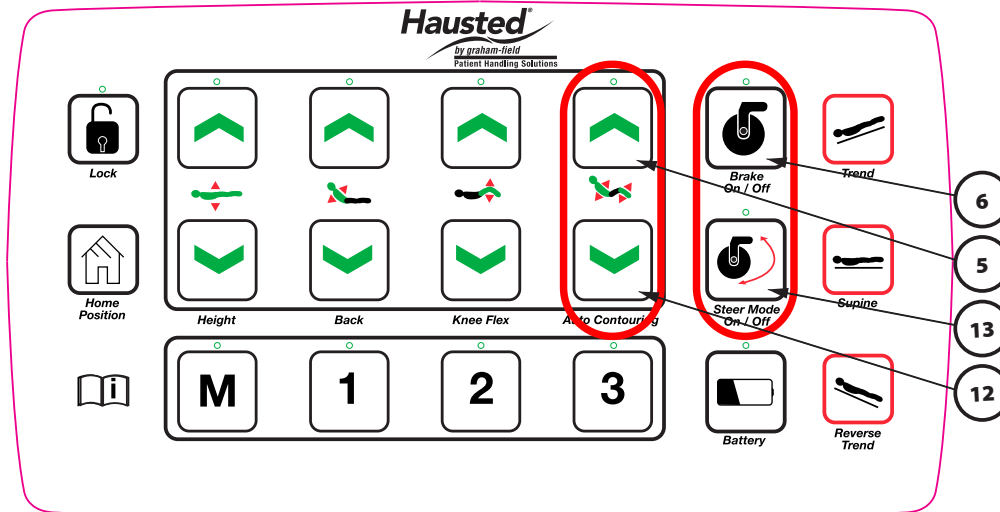 Hausted®
by graham-field
Patient Handling Solutions
Lock
Brake
On / Off
Trend
6
5
Home
Position
Height
Back
Knee Flex
Auto Contouring
Steer Mode
On / Off
Supine
13
12
i
M
1
2
3
Battery
Reverse
Trend